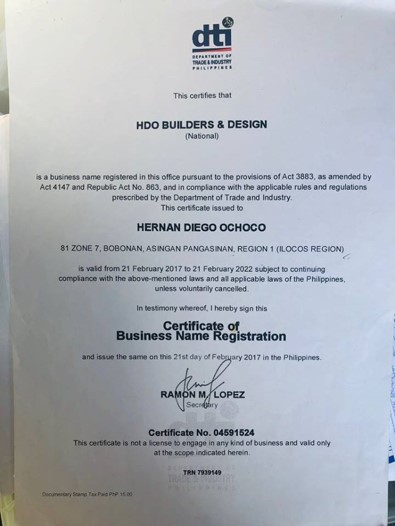 dti
DEPARTMENT OF
TRADE & INDUSTRY
PHILIPPINES
This certifies that
HDO BUILDERS & DESIGN
(National)
is a business name registered in this office pursuant to the provisions of Act 3883, as amended by
Act 4147 and Republic Act No. 863, and in compliance with the applicable rules and regulations
prescribed by the Department of Trade and Industry.
This certificate issued to
HERNAN DIEGO OCHOCO
81 ZONE 7, BOBONAN, ASINGAN PANGASINAN, REGION 1 (ILOCOS REGION)
is valid from 21 February 2017 to 21 February 2022 subject to continuing
compliance with the above-mentioned laws and all applicable laws of the Philippines,
unless voluntarily cancelled.
In testimony whereof, I hereby sign this
Certificate of
Business Name Registration
and issue the same on this 21st day of February 2017 in the Philippines.
RAMON M. LOPEZ
Secretary
Certificate No. 04591524
This certificate is not a license to engage in any kind of business and valid only
at the scope indicated herein.
TRN 7939149
Documentary Stamp Tax Paid PhP